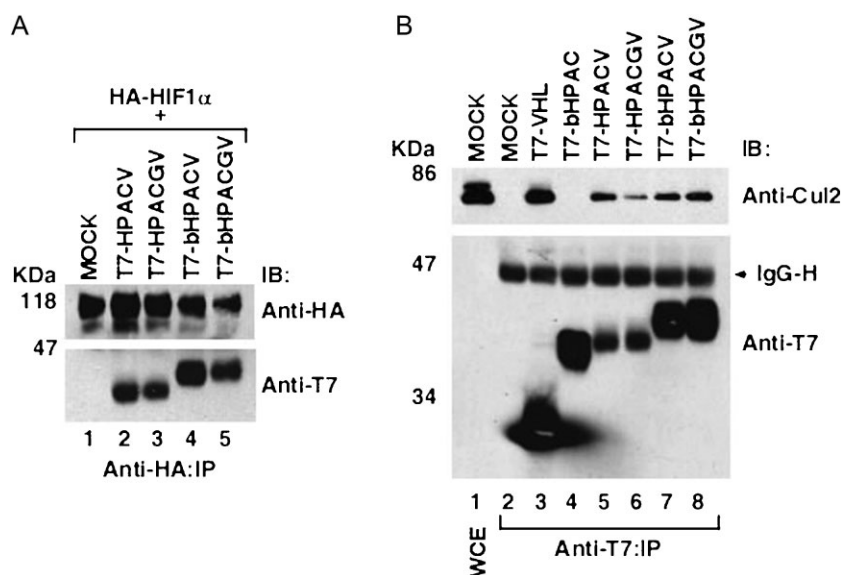 A
HA-HIF1α
+
KDa
MOCK
T7-HPACV
T7-HPACGV
T7-bHPACV
T7-bHPACGV
IB:
118
Anti-HA
47
Anti-T7
1 2 3 4 5
Anti-HA:IP
B
KDa
MOCK
MOCK
T7-VHL
T7-bHPAC
T7-HPACV
T7-HPACGV
T7-bHPACV
T7-bHPACGV
IB:
86
Anti-Cul2
47
IgG-H
Anti-T7
34
1 2 3 4 5 6 7 8
WCE
Anti-T7:IP